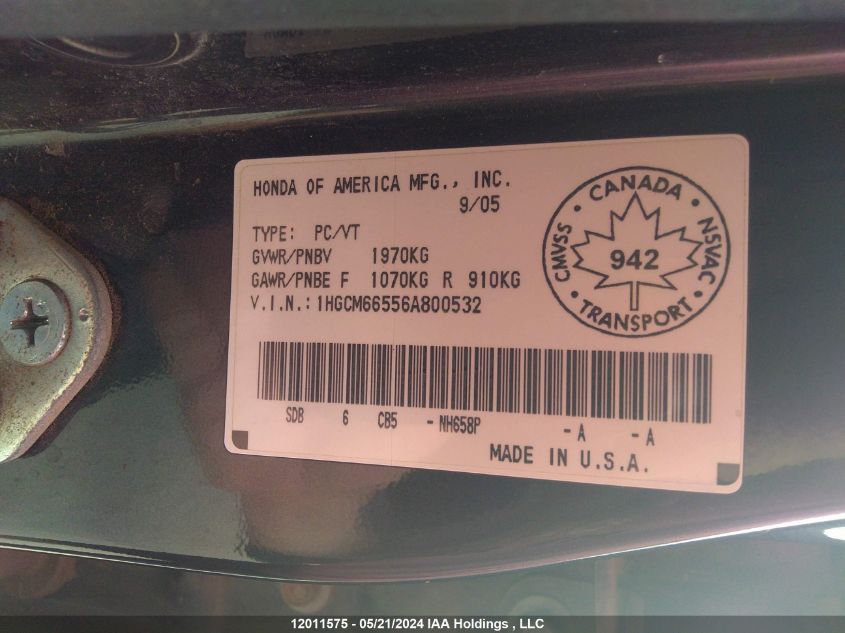 HONDA OF AMERICA MFG., INC.
9/05
TYPE: PC/VT
GVWR/PNBV 1970KG
GAWR/PNBE F 1070KG R 910KG
V.I.N.:1HGCM66556A800532
CANADA
CMVSS
NSVAC
942
TRANSPORT
SDB 6 CB5 -NH658P -A -A
MADE IN U.S.A.
12011575 - 05/21/2024 IAA Holdings , LLC